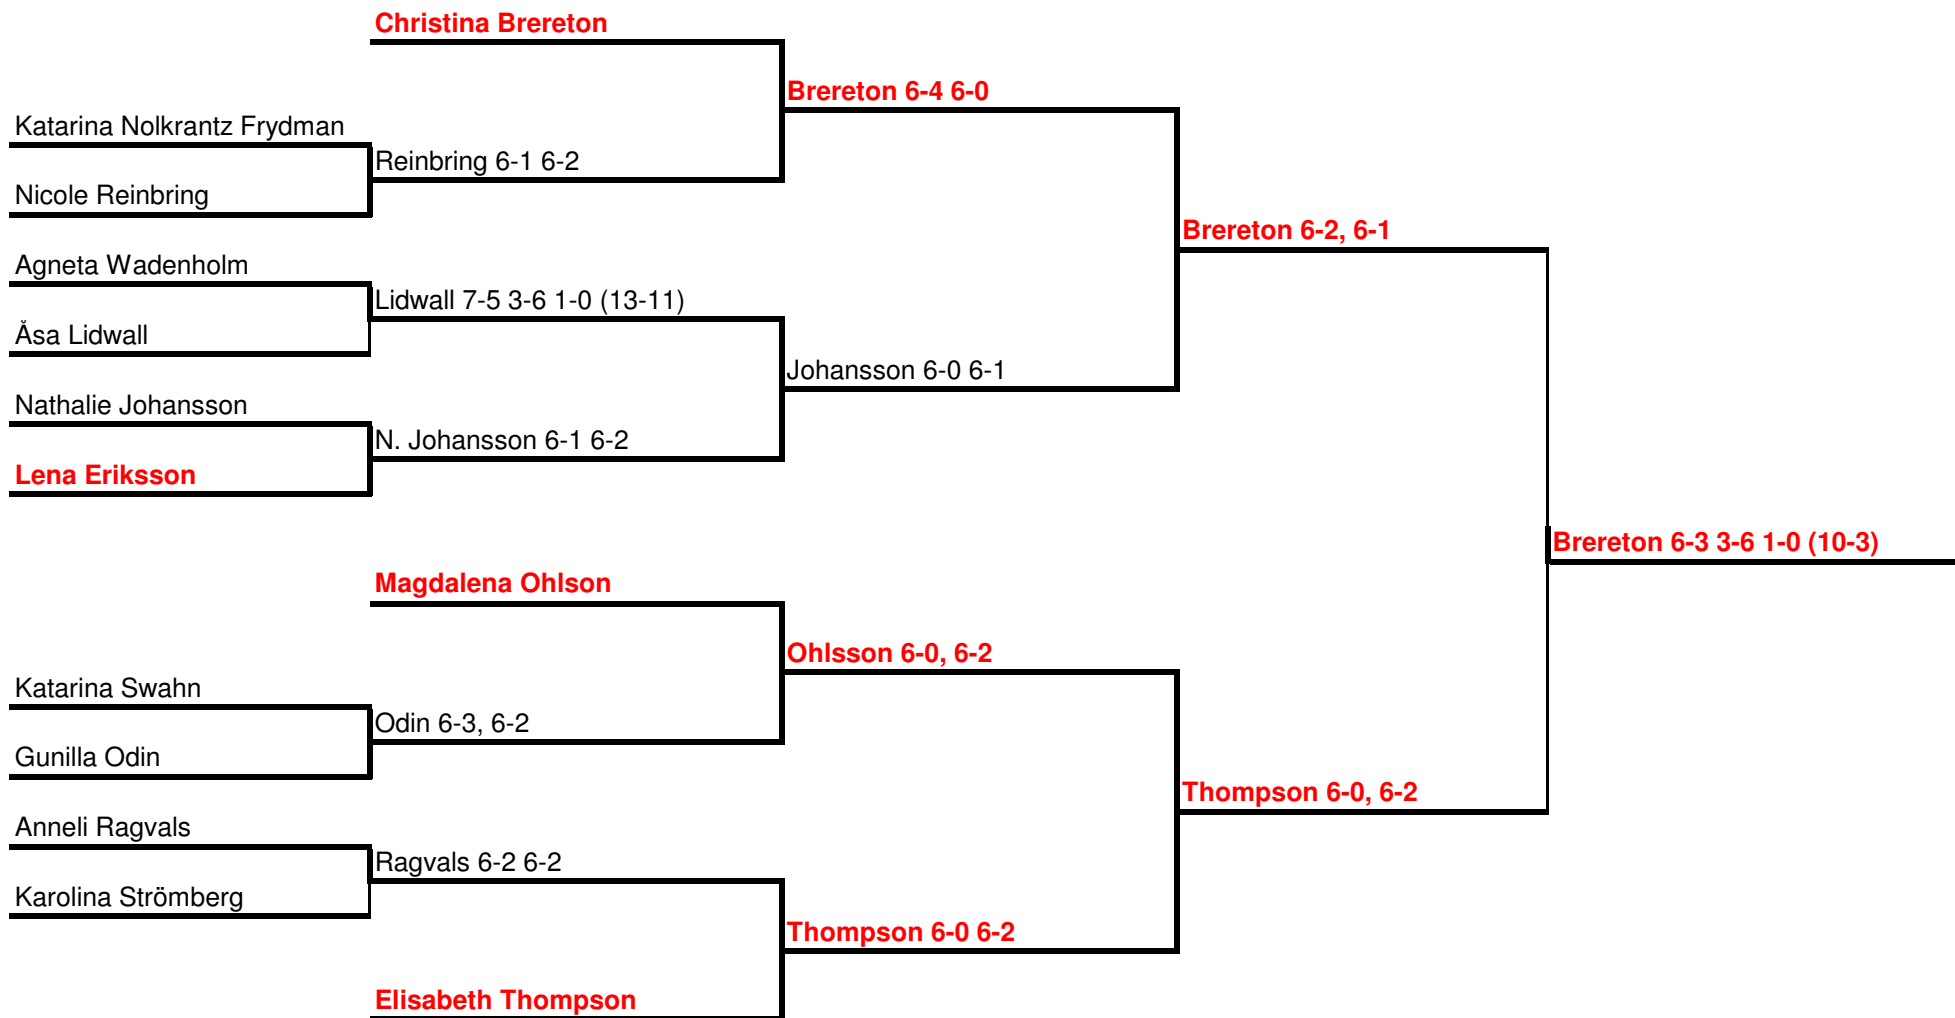 Christina Brereton
Brereton 6-4 6-0
Katarina Nolkrantz Frydman
Reinbring 6-1 6-2
Nicole Reinbring
Brereton 6-2, 6-1
Agneta Wadenholm
Lidwall 7-5 3-6 1-0 (13-11)
Åsa Lidwall
Johansson 6-0 6-1
Nathalie Johansson
N. Johansson 6-1 6-2
Lena Eriksson
Brereton 6-3 3-6 1-0 (10-3)
Magdalena Ohlson
Ohlsson 6-0, 6-2
Katarina Swahn
Odin 6-3, 6-2
Gunilla Odin
Thompson 6-0, 6-2
Anneli Ragvals
Ragvals 6-2 6-2
Karolina Strömberg
Thompson 6-0 6-2
Elisabeth Thompson